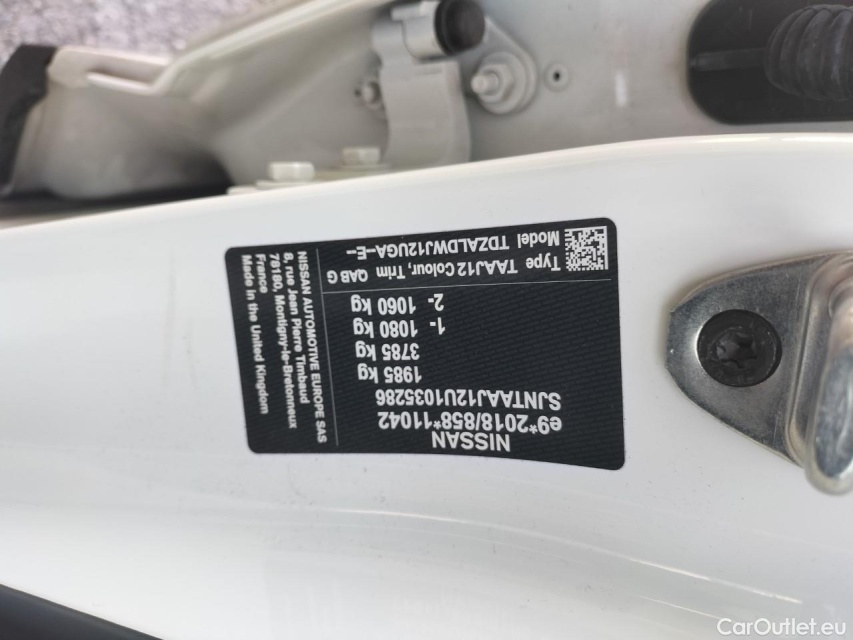 NISSAN
e9*2018/858*11042
SJNTAAJ12U1035286
1985 kg
3785 kg
1- 1080 kg
2- 1060 kg
Type TAAJ12 Colour, Trim QAB G
Model TDZALDWJ12UGA--E--
NISSAN AUTOMOTIVE EUROPE SAS
8, rue Jean Pierre Timbaud
78180, Montigny-le-Bretonneux
France
Made in the United Kingdom
CarOutlet.eu